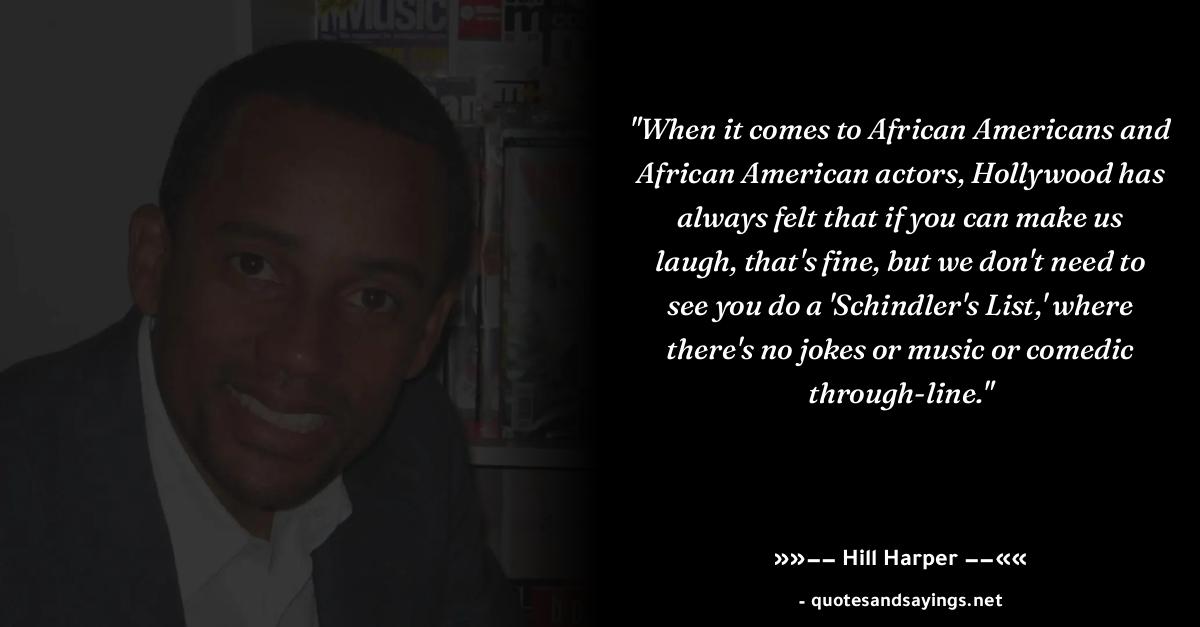 MUSIC
"When it comes to African Americans and
African American actors, Hollywood has
always felt that if you can make us
laugh, that's fine, but we don't need to
see you do a 'Schindler's List,' where
there's no jokes or music or comedic
through-line."
»»–– Hill Harper ––««
- quotesandsayings.net